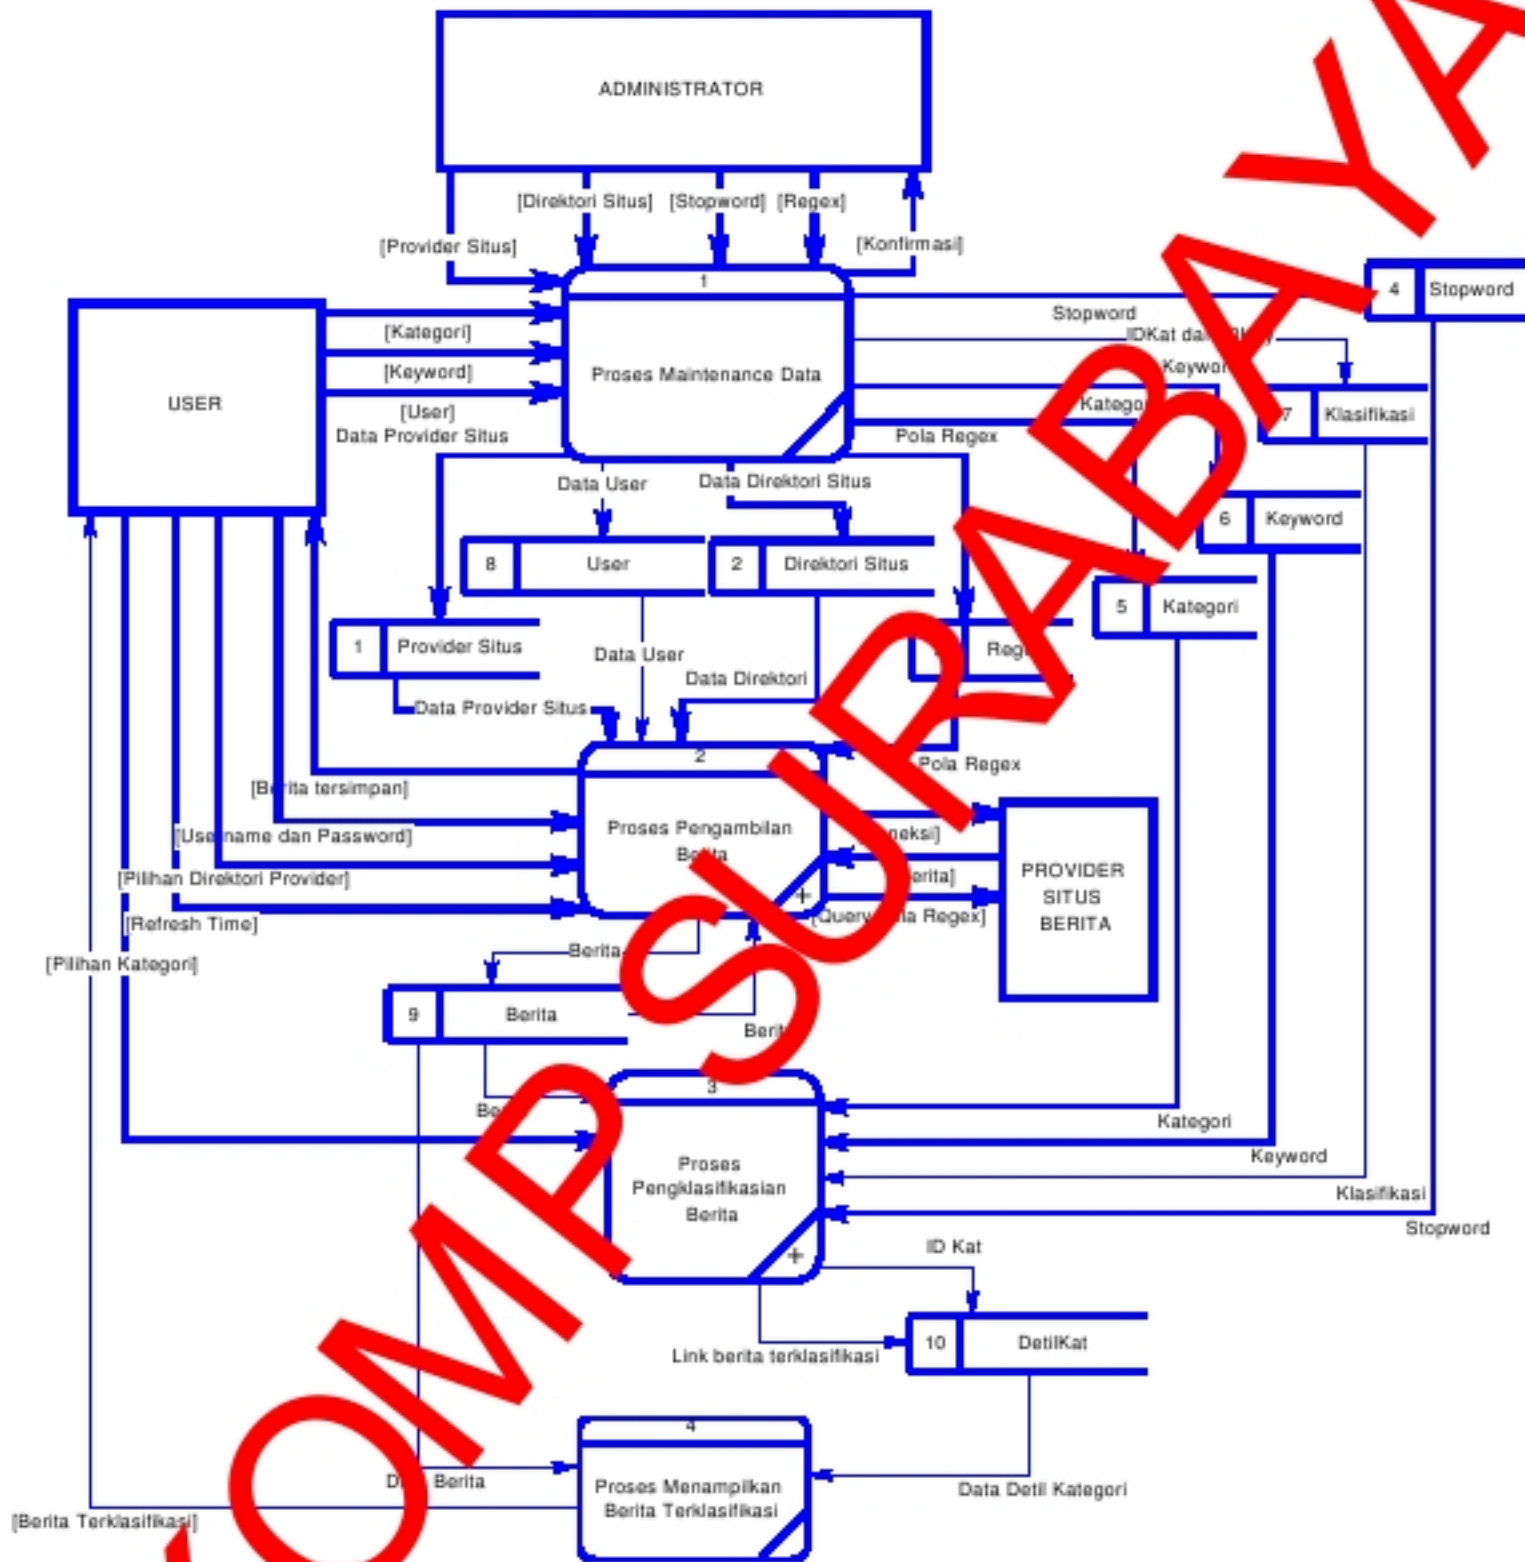 ADMINISTRATOR
[Direktori Situs]
[Stopword]
[Regex]
[Provider Situs]
[Konfirmasi]
1
4
Stopword
Stopword
[Kategori]
Keyword
[Keyword]
Proses Maintenance Data
USER
[User]
7
Klasifikasi
Data Provider Situs
Pola Regex
Data User
Data Direktori Situs
6
Keyword
8
User
2
Direktori Situs
5
Kategori
1
Provider Situs
Data User
Data Direktori
Data Provider Situs
2
Pola Regex
[Berita tersimpan]
[Username dan Password]
Proses Pengambilan
Berita
[Pilihan Direktori Provider]
PROVIDER
SITUS
BERITA
+
[Refresh Time]
Berita
[Pilihan Kategori]
9
Berita
Berita
3
Kategori
Keyword
Proses
Pengklasifikasian
Berita
Klasifikasi
Stopword
+
ID Kat
Link berita terklasifikasi
10
DetilKat
4
Berita
Proses Menampilkan
Berita Terklasifikasi
Data Detil Kategori
[Berita Terklasifikasi]
SURABAYA